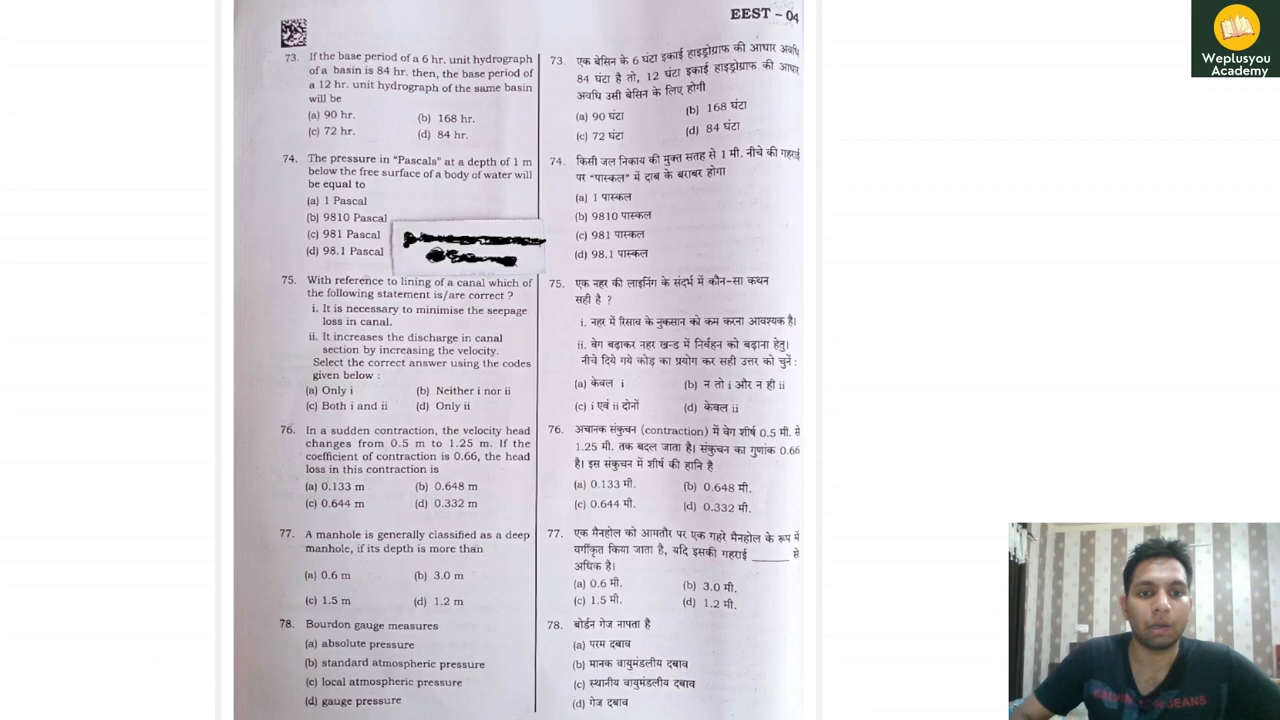 EEST - 04
Weplusyou
Academy
73. If the base period of a 6 hr. unit hydrograph
of a basin is 84 hr. then, the base period of
a 12 hr. unit hydrograph of the same basin
will be
(a) 90 hr. (b) 168 hr.
(c) 72 hr. (d) 84 hr.
74. The pressure in "Pascals" at a depth of 1 m
below the free surface of a body of water will
be equal to
(a) 1 Pascal
(b) 9810 Pascal
(c) 981 Pascal
(d) 98.1 Pascal
75. With reference to lining of a canal which of
the following statement is/are correct ?
i. It is necessary to minimise the seepage
loss in canal.
ii. It increases the discharge in canal
section by increasing the velocity.
Select the correct answer using the codes
given below :
(a) Only i (b) Neither i nor ii
(c) Both i and ii (d) Only ii
76. In a sudden contraction, the velocity head
changes from 0.5 m to 1.25 m. If the
coefficient of contraction is 0.66, the head
loss in this contraction is
(a) 0.133 m (b) 0.648 m
(c) 0.644 m (d) 0.332 m
77. A manhole is generally classified as a deep
manhole, if its depth is more than
(a) 0.6 m (b) 3.0 m
(c) 1.5 m (d) 1.2 m
78. Bourdon gauge measures
(a) absolute pressure
(b) standard atmospheric pressure
(c) local atmospheric pressure
(d) gauge pressure
73. एक बेसिन के 6 घंटा इकाई हाइड्रोग्राफ की आधार अवधि
84 घंटा है तो, 12 घंटा इकाई हाइड्रोग्राफ की आधार
अवधि उसी बेसिन के लिए होगी
(a) 90 घंटा (b) 168 घंटा
(c) 72 घंटा (d) 84 घंटा
74. किसी जल निकाय की मुक्त सतह से 1 मी. नीचे की गहराई
पर "पास्कल" में दाब के बराबर होगा
(a) 1 पास्कल
(b) 9810 पास्कल
(c) 981 पास्कल
(d) 98.1 पास्कल
75. एक नहर की लाइनिंग के संदर्भ में कौन-सा कथन
सही है ?
i. नहर में रिसाव के नुकसान को कम करना आवश्यक है।
ii. वेग बढ़ाकर नहर खन्ड में निर्वहन को बढ़ाना हेतु।
नीचे दिये गये कोड़ का प्रयोग कर सही उत्तर को चुनें :
(a) केवल i (b) न तो i और न ही ii
(c) i एवं ii दोनों (d) केवल ii
76. अचानक संकुचन (contraction) में वेग शीर्ष 0.5 मी. से
1.25 मी. तक बदल जाता है। संकुचन का गुणांक 0.66
है। इस संकुचन में शीर्ष की हानि है
(a) 0.133 मी. (b) 0.648 मी.
(c) 0.644 मी. (d) 0.332 मी.
77. एक मैनहोल को आमतौर पर एक गहरे मैनहोल के रूप में
वर्गीकृत किया जाता है, यदि इसकी गहराई ______ से
अधिक है।
(a) 0.6 मी. (b) 3.0 मी.
(c) 1.5 मी. (d) 1.2 मी.
78. बोर्डन गेज नापता है
(a) परम दबाव
(b) मानक वायुमंडलीय दबाव
(c) स्थानीय वायुमंडलीय दबाव
(d) गेज दबाव
JEANS